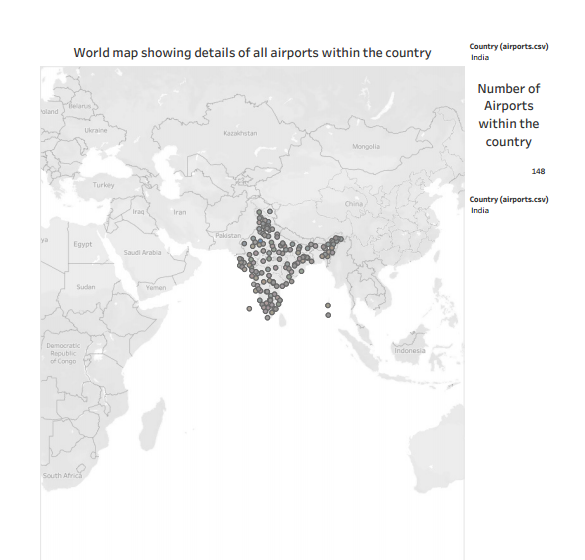 World map showing details of all airports within the country
Country (airports.csv)
India
Number of
Airports
within the
country
148
Country (airports.csv)
India
oland
Belarus
Ukraine
Kazakhstan
Mongolia
Turkey
China
Iraq
Iran
Pakistan
ya
Egypt
Saudi Arabia
Sudan
Yemen
Democratic
Republic
of Congo
Indonesia
South Africa